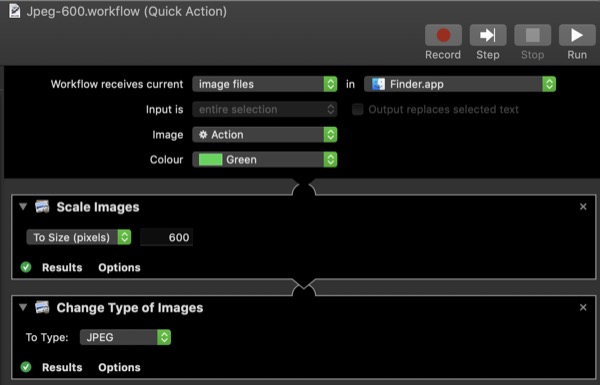 Jpeg-600.workflow (Quick Action)
Record Step Stop Run
Workflow receives current image files in Finder.app
Input is entire selection Output replaces selected text
Image Action
Colour Green
Scale Images
To Size (pixels) 600
Results Options
Change Type of Images
To Type: JPEG
Results Options